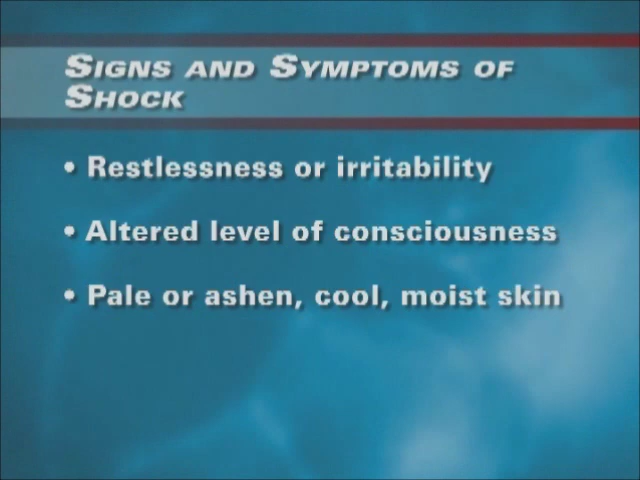 Signs and Symptoms of
Shock
• Restlessness or irritability
• Altered level of consciousness
• Pale or ashen, cool, moist skin